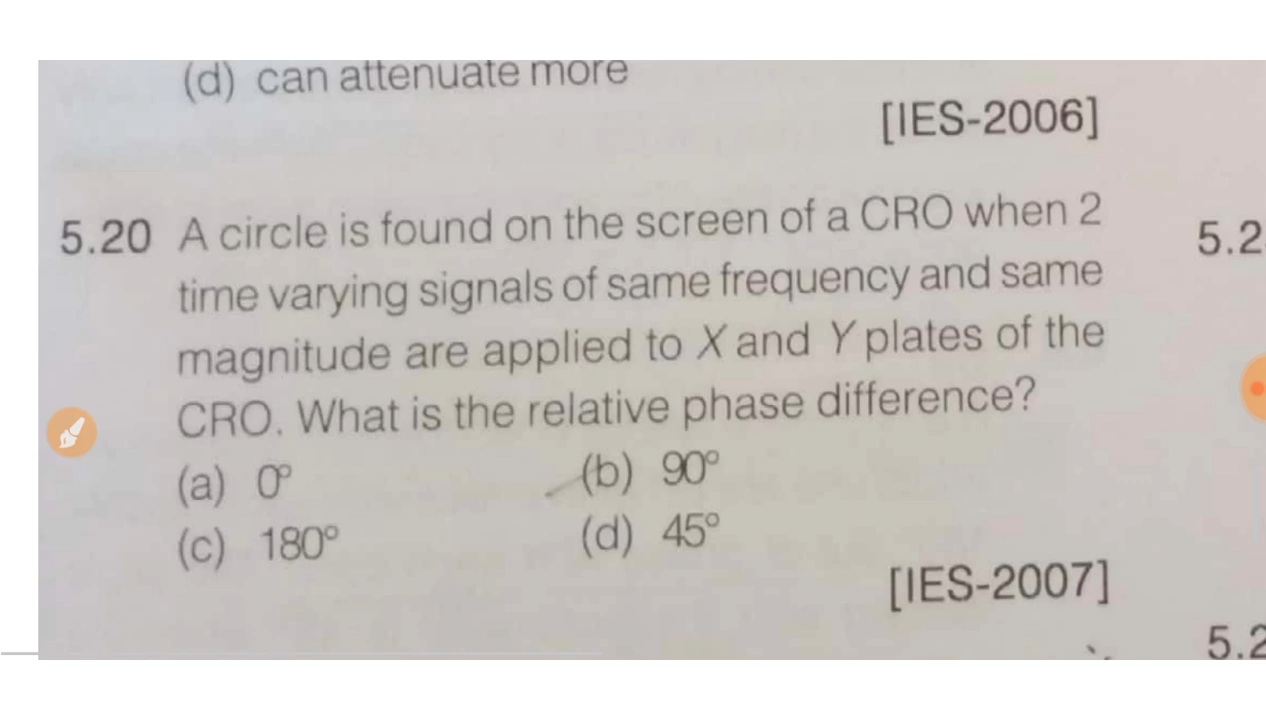 (d) can attenuate more
[IES-2006]
5.20 A circle is found on the screen of a CRO when 2
time varying signals of same frequency and same
magnitude are applied to X and Y plates of the
CRO. What is the relative phase difference?
(a) 0° (b) 90°
(c) 180° (d) 45°
[IES-2007]
5.2
5.2